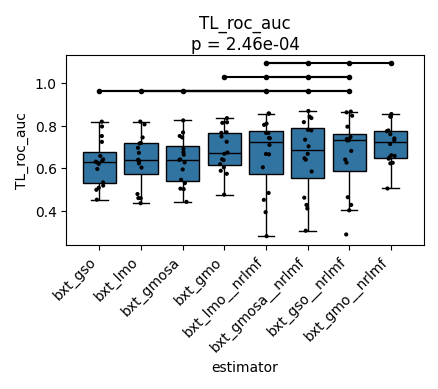 TL_roc_auc
p = 2.46e-04
TL_roc_auc
1.0
0.8
0.6
0.4
bxt_gso
bxt_lmo
bxt_gmosa
bxt_gmo
bxt_lmo__nrlmf
bxt_gmosa__nrlmf
bxt_gso__nrlmf
bxt_gmo__nrlmf
estimator